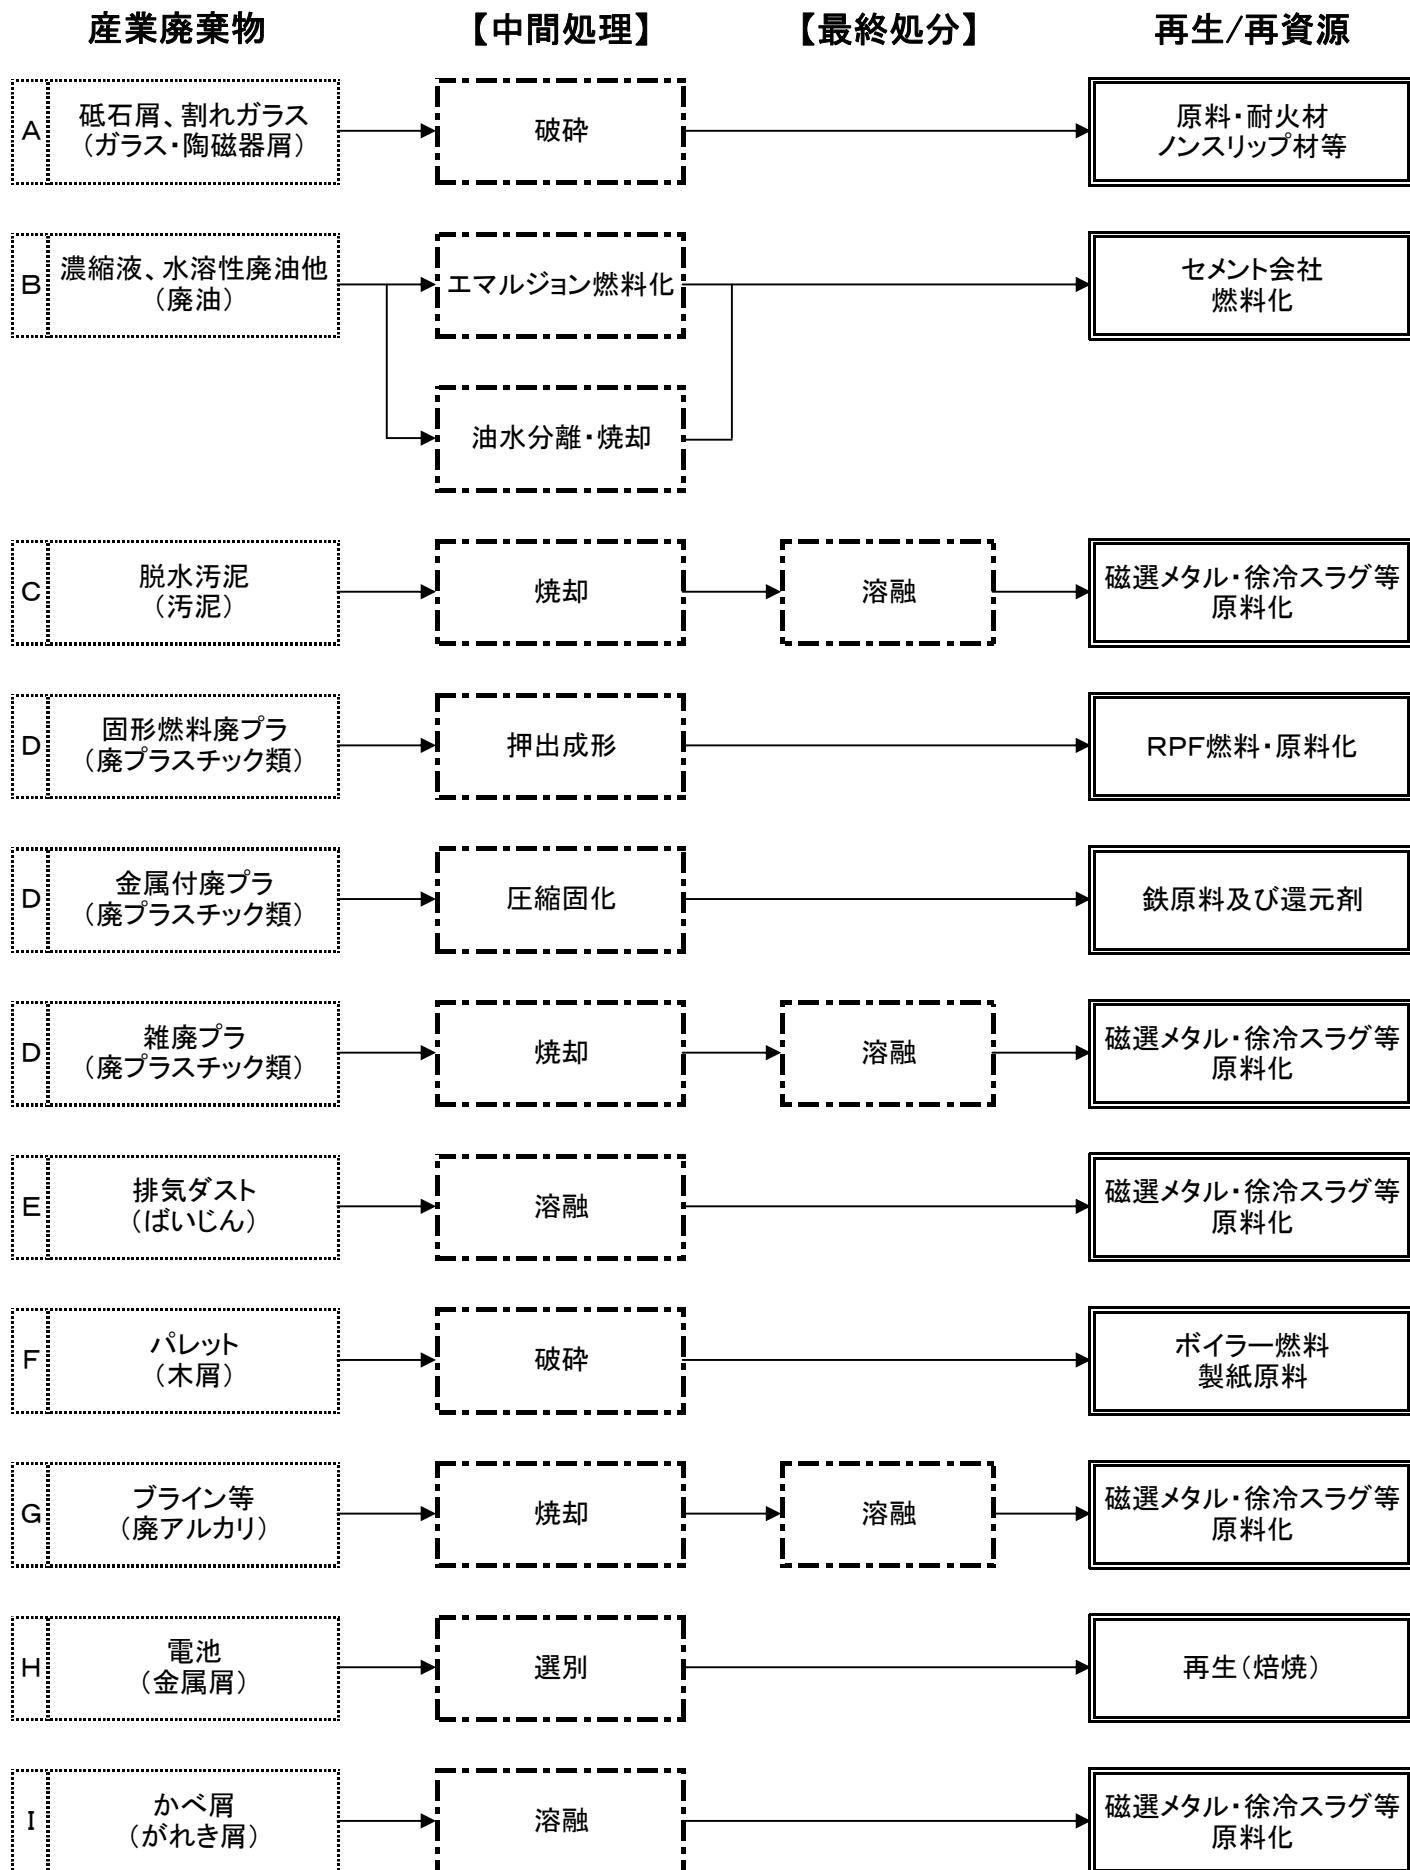 産業廃棄物
【中間処理】
【最終処分】
再生/再資源
A
砥石屑、割れガラス
(ガラス・陶磁器屑)
破砕
原料・耐火材
ノンスリップ材等
B
濃縮液、水溶性廃油他
(廃油)
エマルジョン燃料化
セメント会社
燃料化
油水分離・焼却
C
脱水汚泥
(汚泥)
焼却
溶融
磁選メタル・徐冷スラグ等
原料化
D
固形燃料廃プラ
(廃プラスチック類)
押出成形
RPF燃料・原料化
D
金属付廃プラ
(廃プラスチック類)
圧縮固化
鉄原料及び還元剤
D
雑廃プラ
(廃プラスチック類)
焼却
溶融
磁選メタル・徐冷スラグ等
原料化
E
排気ダスト
(ばいじん)
溶融
磁選メタル・徐冷スラグ等
原料化
F
パレット
(木屑)
破砕
ボイラー燃料
製紙原料
G
ブライン等
(廃アルカリ)
焼却
溶融
磁選メタル・徐冷スラグ等
原料化
H
電池
(金属屑)
選別
再生(焙焼)
I
かべ屑
(がれき屑)
溶融
磁選メタル・徐冷スラグ等
原料化